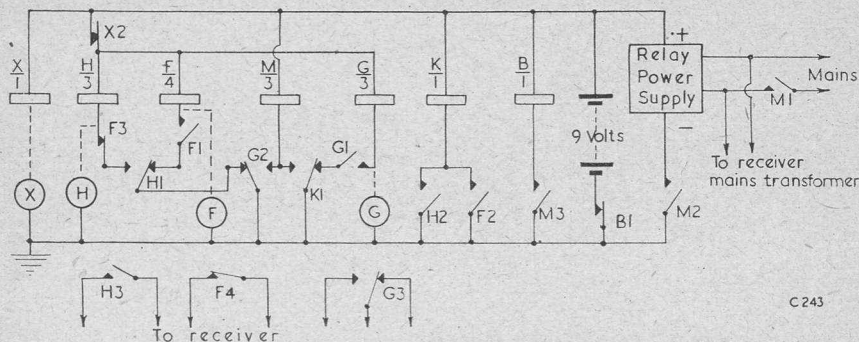 X2
X/1
H/3
F/4
M/3
G/3
K/1
B/1
+
Relay
Power
Supply
−
Mains
M1
9 Volts
To receiver
mains transformer
F3
F1
H1
G2
G1
K1
H2
F2
M3
B1
M2
X
H
F
G
H3
F4
G3
To receiver
C243